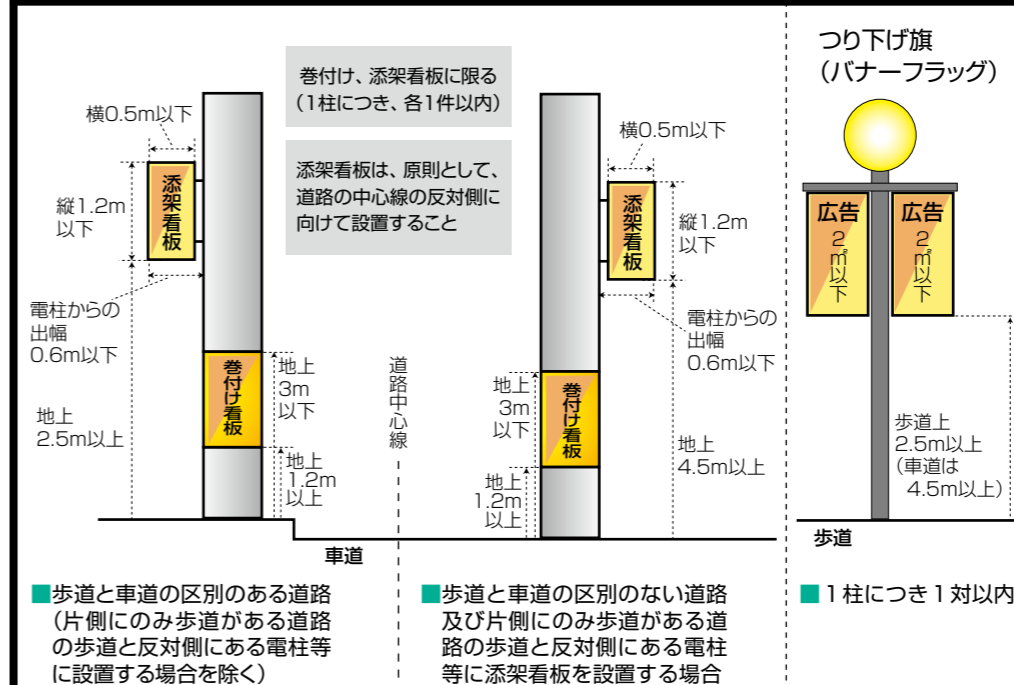 巻付け、添架看板に限る
(1柱につき、各1件以内)
添架看板は、原則として、
道路の中心線の反対側に
向けて設置すること
横0.5m以下
縦1.2m
以下
添架看板
電柱からの
出幅
0.6m以下
地上
2.5m以上
巻付け看板
地上
3m
以下
地上
1.2m
以上
道路中心線
車道
横0.5m以下
添架看板
縦1.2m
以下
電柱からの
出幅
0.6m以下
地上
3m
以下
巻付け看板
地上
1.2m
以上
地上
4.5m以上
■歩道と車道の区別のある道路
(片側にのみ歩道がある道路
の歩道と反対側にある電柱等
に設置する場合を除く)
■歩道と車道の区別のない道路
及び片側にのみ歩道がある道
路の歩道と反対側にある電柱
等に添架看板を設置する場合
つり下げ旗
(バナーフラッグ)
広告
2㎡以下
広告
2㎡以下
歩道上
2.5m以上
(車道は
4.5m以上)
歩道
■1柱につき1対以内